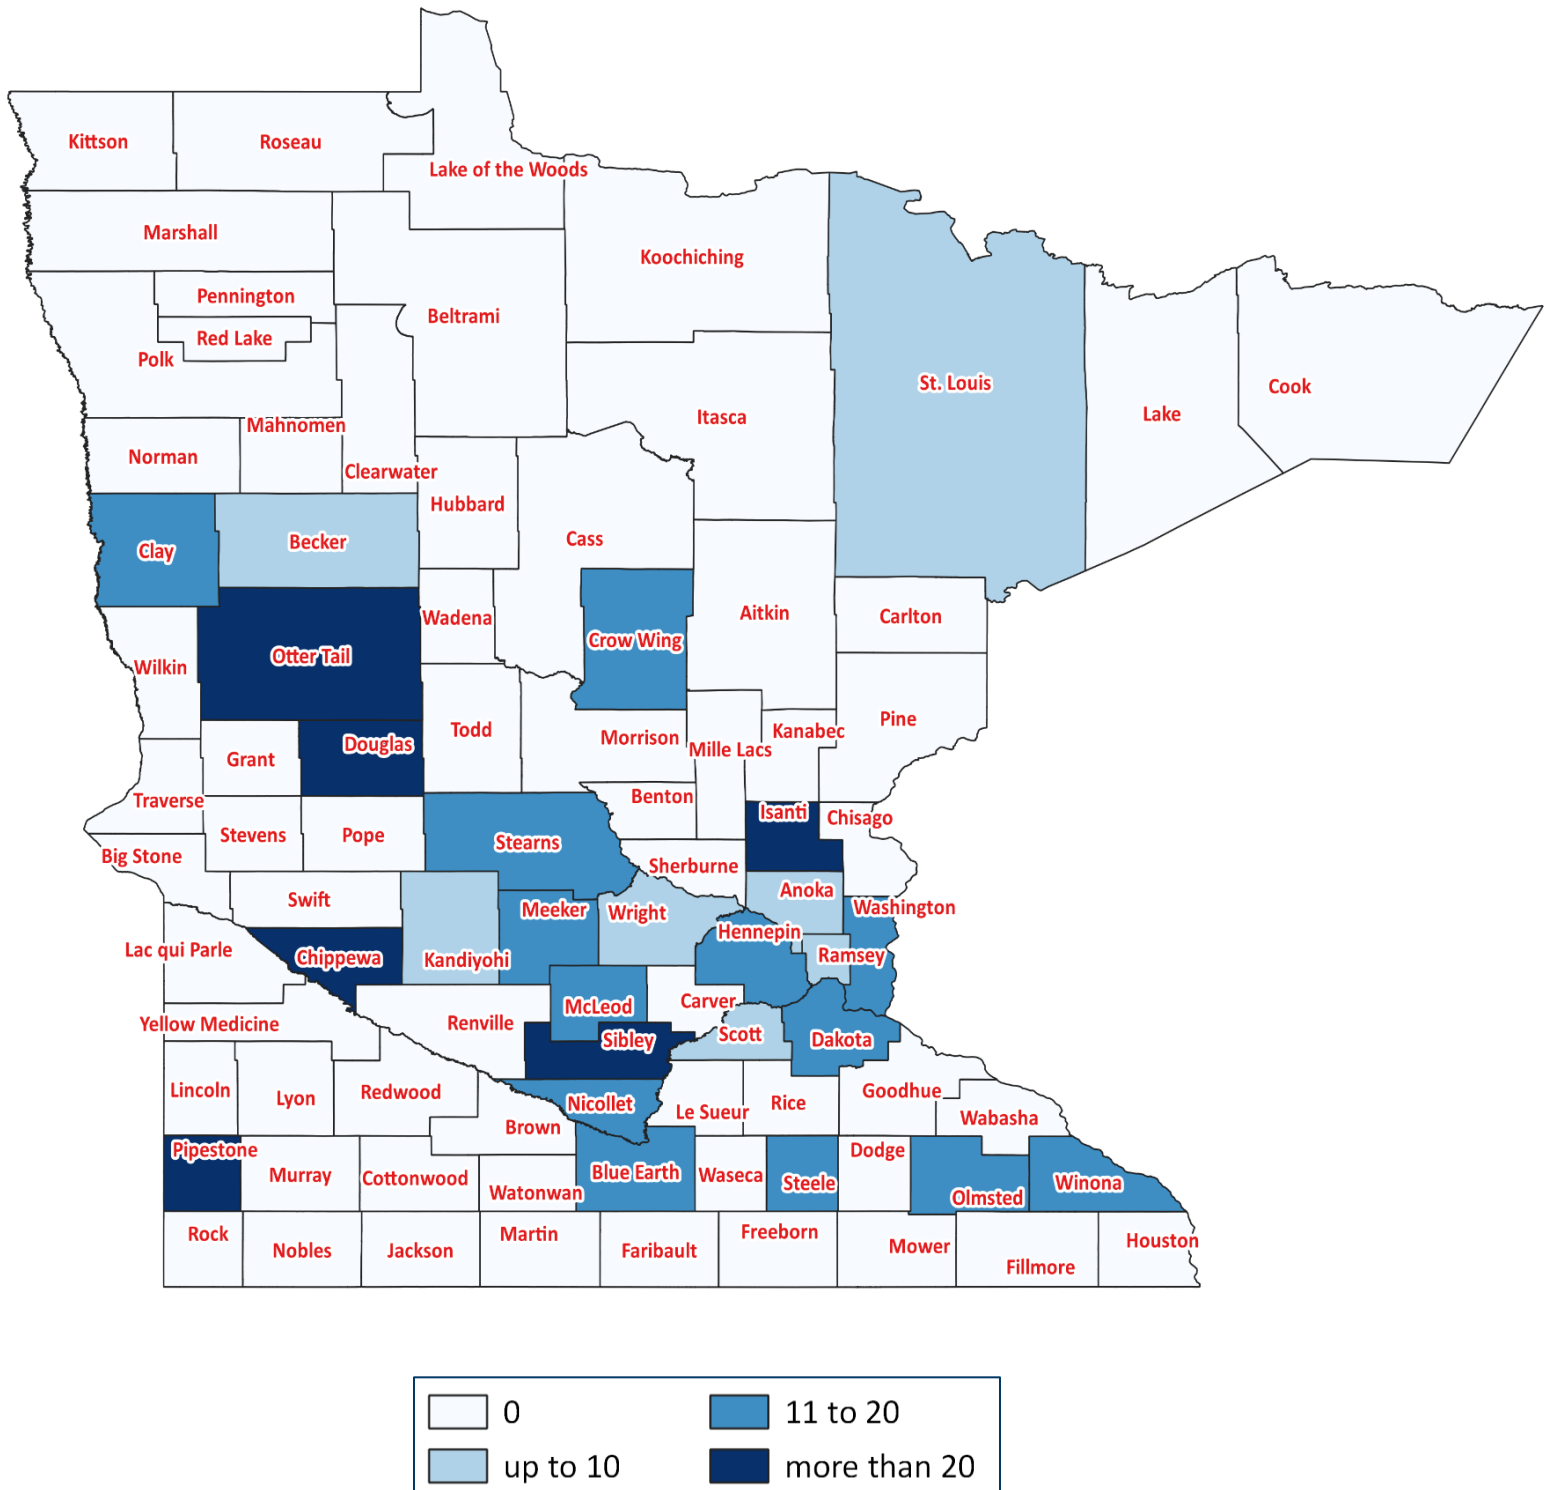 Kittson
Roseau
Lake of the Woods
Marshall
Koochiching
Pennington
Beltrami
Red Lake
Polk
St. Louis
Cook
Lake
Itasca
Mahnomen
Norman
Clearwater
Hubbard
Cass
Becker
Clay
Aitkin
Carlton
Wadena
Crow Wing
Otter Tail
Wilkin
Pine
Todd
Kanabec
Morrison
Douglas
Mille Lacs
Grant
Benton
Traverse
Isanti
Chisago
Stevens
Pope
Stearns
Big Stone
Sherburne
Anoka
Swift
Meeker
Wright
Washington
Hennepin
Lac qui Parle
Chippewa
Kandiyohi
Ramsey
Carver
McLeod
Yellow Medicine
Renville
Scott
Sibley
Dakota
Lincoln
Lyon
Redwood
Goodhue
Nicollet
Rice
Le Sueur
Wabasha
Brown
Pipestone
Dodge
Murray
Cottonwood
Blue Earth
Waseca
Steele
Winona
Watonwan
Olmsted
Rock
Martin
Freeborn
Houston
Nobles
Jackson
Faribault
Mower
Fillmore
0
11 to 20
up to 10
more than 20